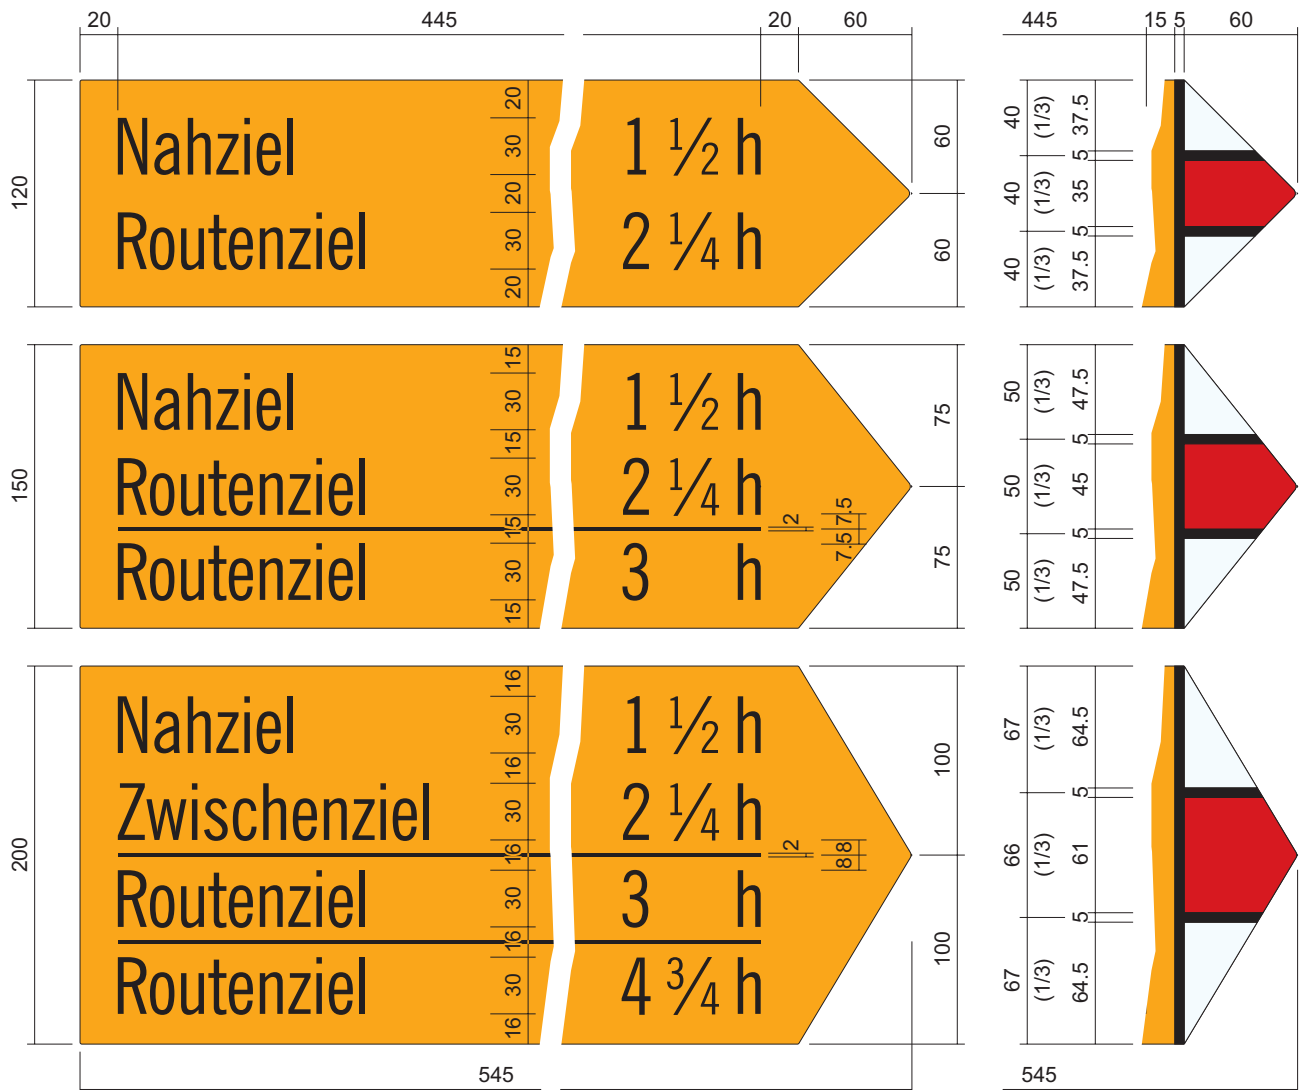 20 445 20 60 445 15 5 60
120
Nahziel 1 ½ h
Routenziel 2 ¼ h
20 30 20 30 20
60 60
40 40 40
(1/3) (1/3) (1/3)
37.5 5 35 5 37.5
150
Nahziel 1 ½ h
Routenziel 2 ¼ h
Routenziel 3 h
15 30 15 30 15 30 15
2
7.5 7.5
75 75
50 50 50
(1/3) (1/3) (1/3)
47.5 5 45 5 47.5
200
Nahziel 1 ½ h
Zwischenziel 2 ¼ h
Routenziel 3 h
Routenziel 4 ¾ h
16 30 16 30 16 30 16 30 16
2
8 8
100 100
67 66 67
(1/3) (1/3) (1/3)
64.5 5 61 5 64.5
545 545